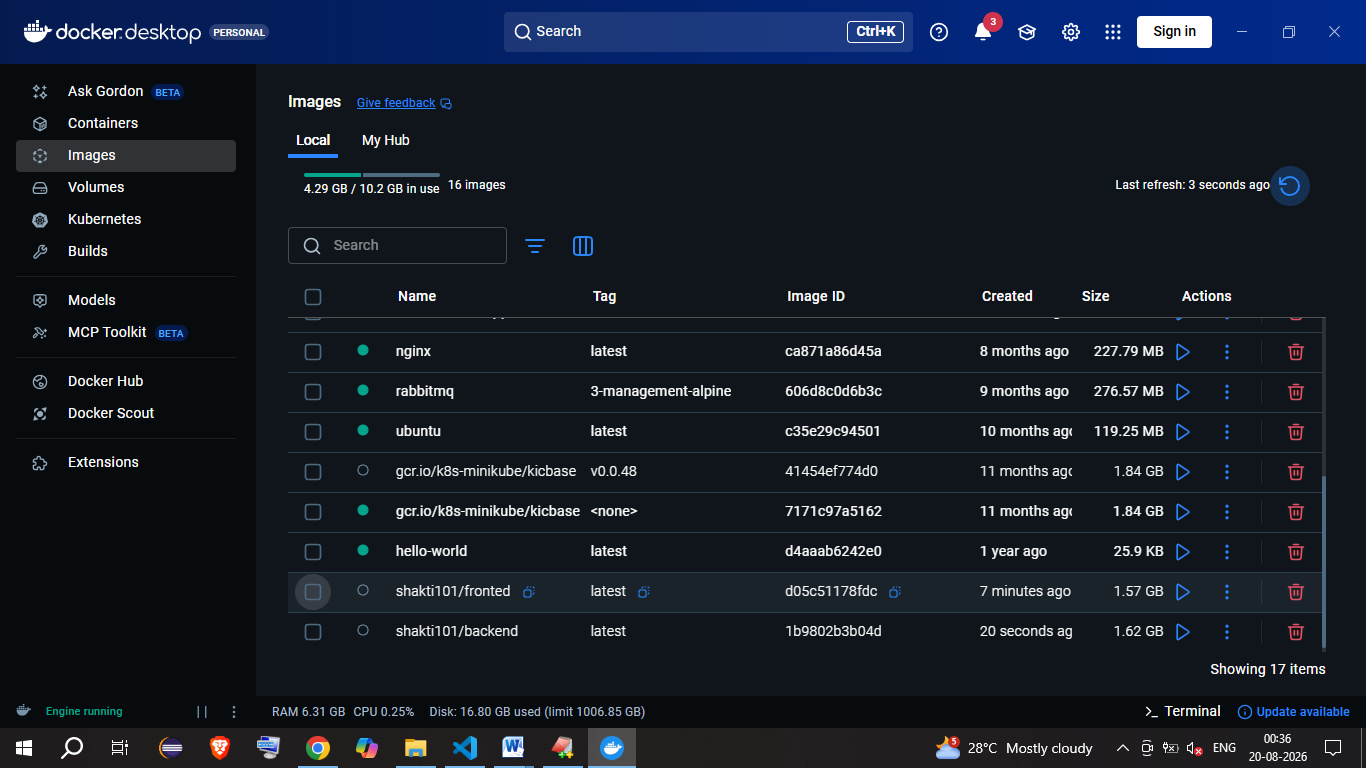 docker.desktop PERSONAL
Search Ctrl+K
3
Sign in
Ask Gordon BETA
Containers
Images
Volumes
Kubernetes
Builds
Models
MCP Toolkit BETA
Docker Hub
Docker Scout
Extensions
Images Give feedback
Local My Hub
4.29 GB / 10.2 GB in use 16 images
Last refresh: 3 seconds ago
Search
Name Tag Image ID Created Size Actions
nginx latest ca871a86d45a 8 months ago 227.79 MB
rabbitmq 3-management-alpine 606d8c0d6b3c 9 months ago 276.57 MB
ubuntu latest c35e29c94501 10 months ago 119.25 MB
gcr.io/k8s-minikube/kicbase v0.0.48 41454ef774d0 11 months ago 1.84 GB
gcr.io/k8s-minikube/kicbase <none> 7171c97a5162 11 months ago 1.84 GB
hello-world latest d4aaab6242e0 1 year ago 25.9 KB
shakti101/fronted latest d05c51178fdc 7 minutes ago 1.57 GB
shakti101/backend latest 1b9802b3b04d 20 seconds ag 1.62 GB
Showing 17 items
Engine running
RAM 6.31 GB CPU 0.25% Disk: 16.80 GB used (limit 1006.85 GB)
Terminal
Update available
5
28°C Mostly cloudy
ENG
00:36
20-08-2026